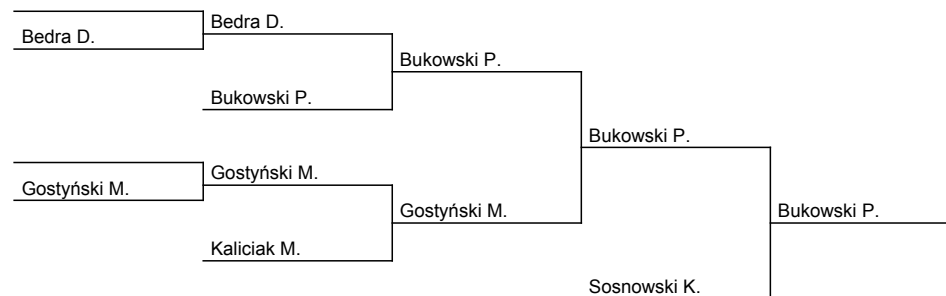 Bedra D.
Bedra D.
Bukowski P.
Bukowski P.
Bukowski P.
Gostyński M.
Gostyński M.
Gostyński M.
Bukowski P.
Kaliciak M.
Sosnowski K.